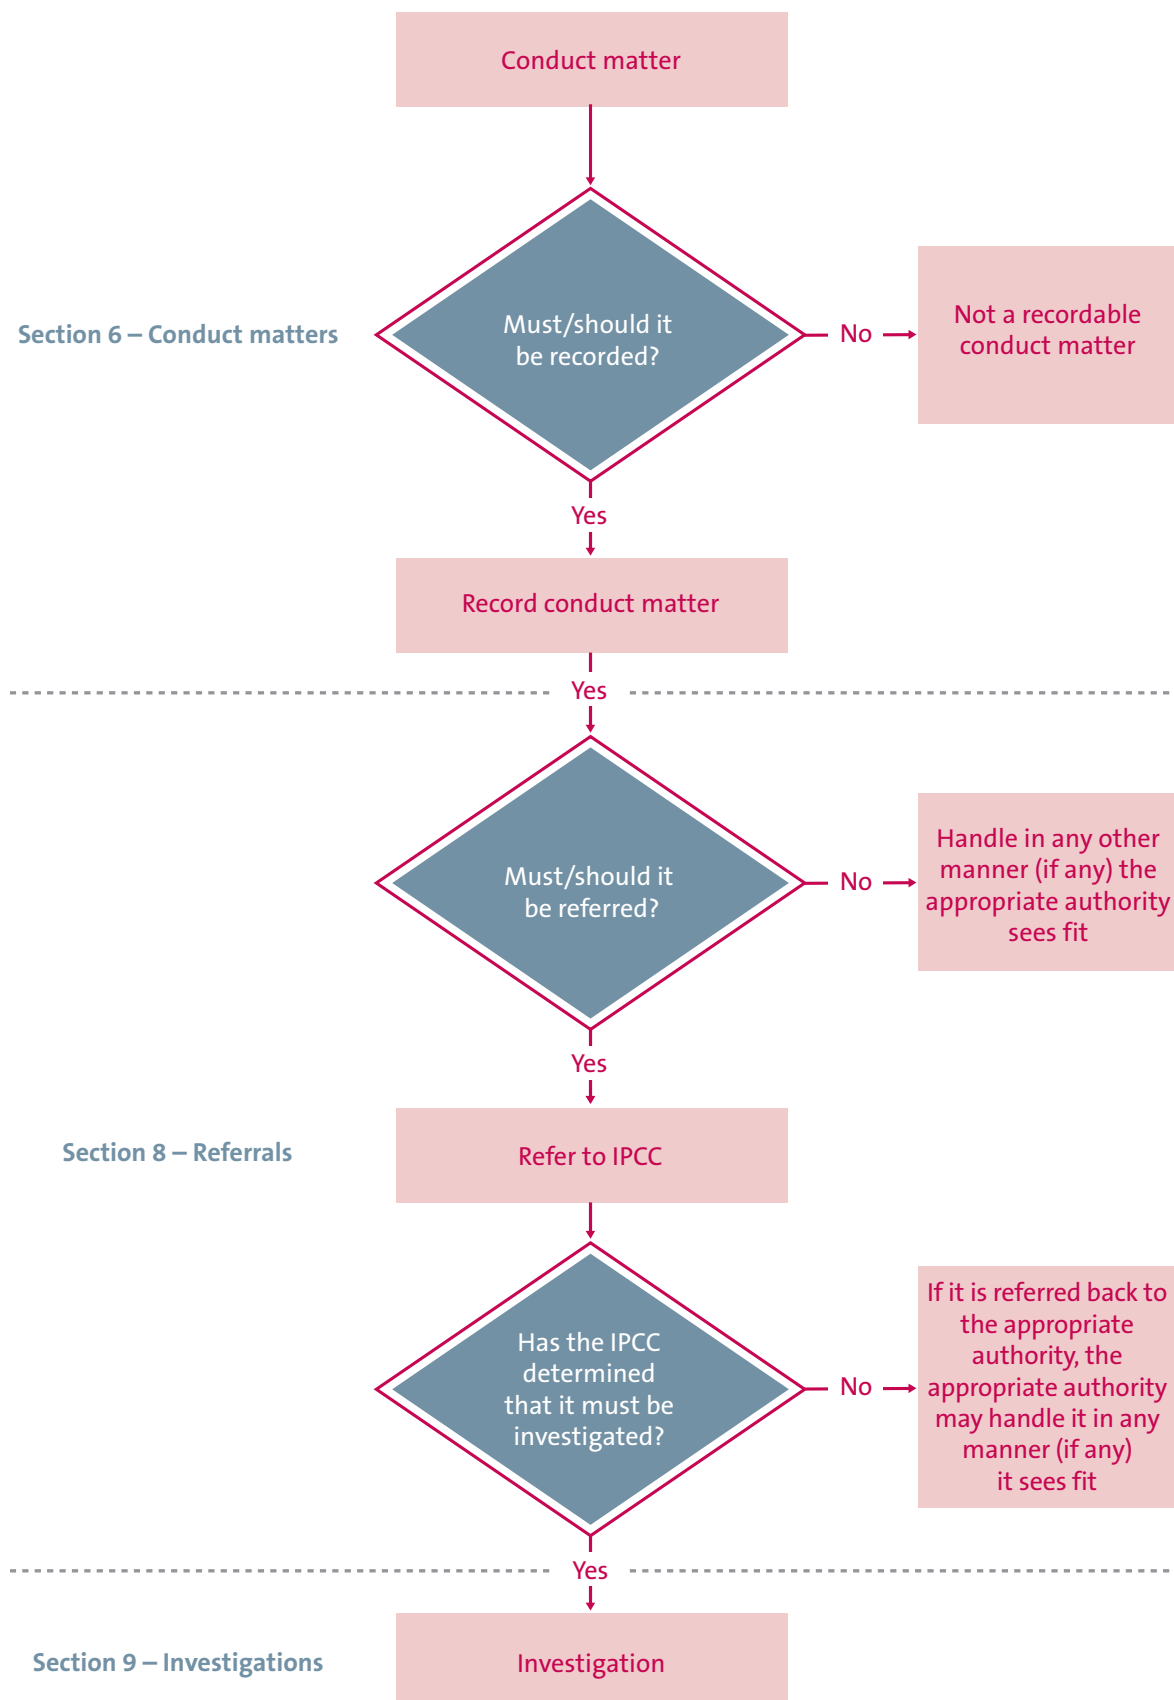 Conduct matter
Section 6 – Conduct matters
Must/should it
be recorded?
No
Not a recordable
conduct matter
Yes
Record conduct matter
Yes
Must/should it
be referred?
No
Handle in any other
manner (if any) the
appropriate authority
sees fit
Yes
Section 8 – Referrals
Refer to IPCC
Has the IPCC
determined
that it must be
investigated?
No
If it is referred back to
the appropriate
authority, the
appropriate authority
may handle it in any
manner (if any)
it sees fit
Yes
Section 9 – Investigations
Investigation